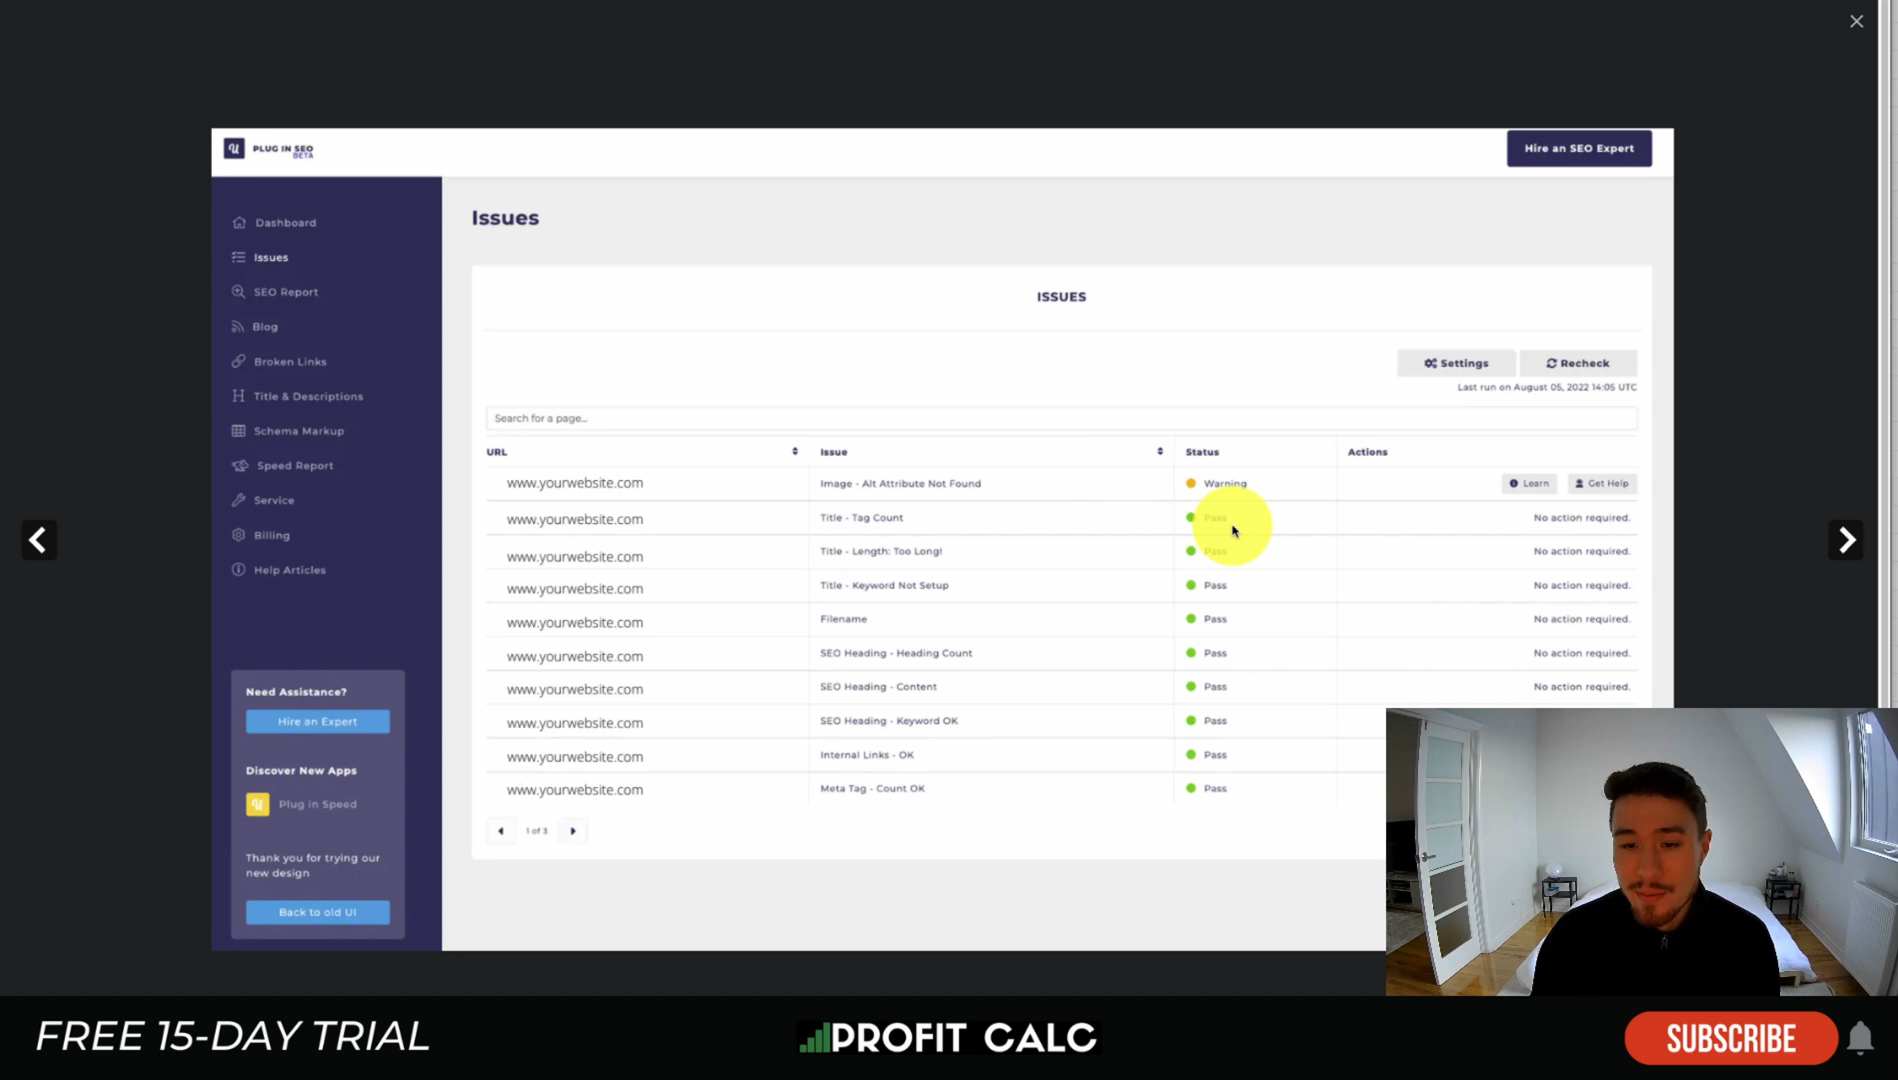 PLUG IN SEO
BETA
Hire an SEO Expert
Dashboard
Issues
SEO Report
Blog
Broken Links
Title & Descriptions
Schema Markup
Speed Report
Service
Billing
Help Articles
Need Assistance?
Hire an Expert
Discover New Apps
Plug in Speed
Thank you for trying our
new design
Back to old UI
Issues
ISSUES
Settings
Recheck
Last run on August 05, 2022 14:05 UTC
Search for a page...
URL Issue Status Actions
www.yourwebsite.com Image - Alt Attribute Not Found Warning Learn Get Help
www.yourwebsite.com Title - Tag Count Pass No action required.
www.yourwebsite.com Title - Length: Too Long! Pass No action required.
www.yourwebsite.com Title - Keyword Not Setup Pass No action required.
www.yourwebsite.com Filename Pass No action required.
www.yourwebsite.com SEO Heading - Heading Count Pass No action required.
www.yourwebsite.com SEO Heading - Content Pass No action required.
www.yourwebsite.com SEO Heading - Keyword OK Pass
www.yourwebsite.com Internal Links - OK Pass
www.yourwebsite.com Meta Tag - Count OK Pass
1 of 3
FREE 15-DAY TRIAL
PROFIT CALC
SUBSCRIBE